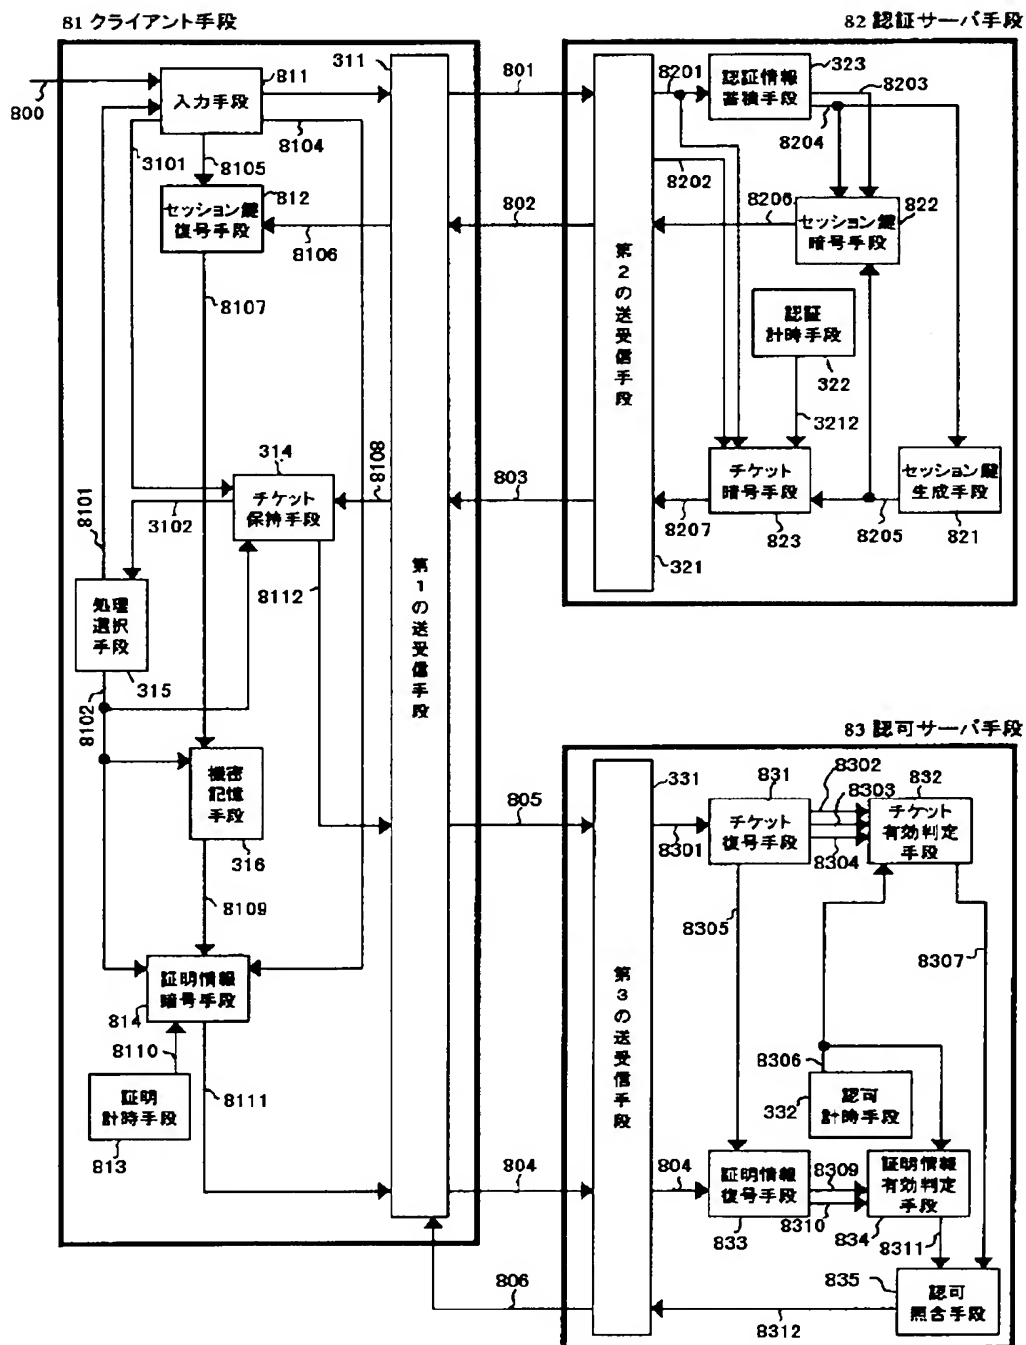 81 クライアント手段
82 認証サーバ手段
800
811
入力手段
8104
3101
8105
812
セッション鍵
復号手段
8106
8107
311
第1の送受信手段
801
802
803
314
チケット
保持手段
3102
8108
8101
8112
処理
選択
手段
315
8102
機密
記憶
手段
316
8109
証明情報
暗号手段
814
8110
8111
証明
計時手段
813
第2の送受信手段
321
8201
323
認証情報
蓄積手段
8203
8204
8202
8206
822
セッション鍵
暗号手段
認証
計時手段
322
3212
チケット
暗号手段
823
8207
8205
セッション鍵
生成手段
821
83 認可サーバ手段
805
804
806
331
第3の送受信手段
8301
831
チケット
復号手段
8302
8303
8304
832
チケット
有効判定
手段
8305
8307
8306
332
認可
計時手段
804
証明情報
復号手段
833
8309
8310
証明情報
有効判定
手段
834
8311
835
認可
照合手段
8312